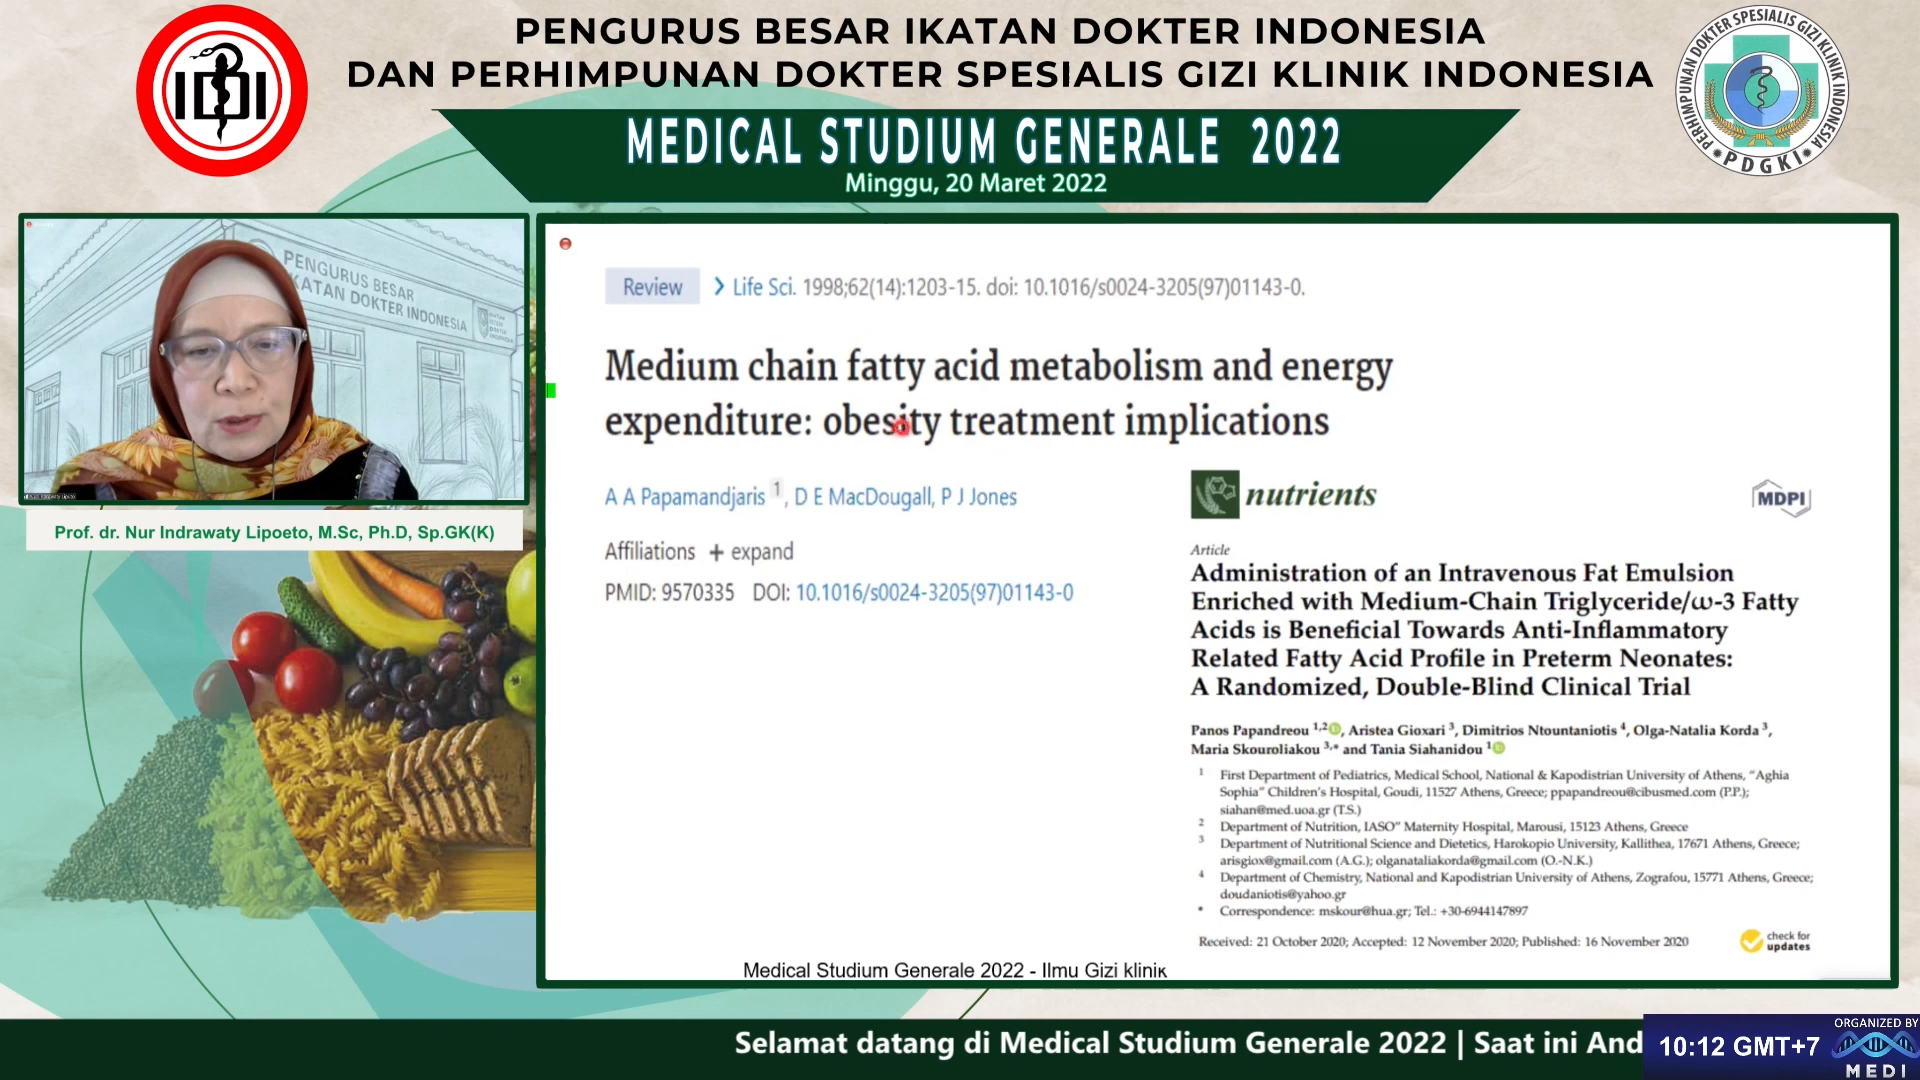 PENGURUS BESAR IKATAN DOKTER INDONESIA
DAN PERHIMPUNAN DOKTER SPESIALIS GIZI KLINIK INDONESIA
IDI
PERHIMPUNAN DOKTER SPESIALIS GIZI KLINIK INDONESIA
PDGKI
MEDICAL STUDIUM GENERALE 2022
Minggu, 20 Maret 2022
PENGURUS BESAR
IKATAN DOKTER INDONESIA
Prof. dr. Nur Indrawaty Lipoeto, M.Sc, Ph.D, Sp.GK(K)
Review > Life Sci. 1998;62(14):1203-15. doi: 10.1016/s0024-3205(97)01143-0.
Medium chain fatty acid metabolism and energy
expenditure: obesity treatment implications
A A Papamandjaris 1, D E MacDougall, P J Jones
Affiliations + expand
PMID: 9570335 DOI: 10.1016/s0024-3205(97)01143-0
nutrients
MDPI
Article
Administration of an Intravenous Fat Emulsion
Enriched with Medium-Chain Triglyceride/ω-3 Fatty
Acids is Beneficial Towards Anti-Inflammatory
Related Fatty Acid Profile in Preterm Neonates:
A Randomized, Double-Blind Clinical Trial
Panos Papandreou 1,2, Aristea Gioxari 3, Dimitrios Ntountaniotis 4, Olga-Natalia Korda 3,
Maria Skouroliakou 3,* and Tania Siahanidou 1
1 First Department of Pediatrics, Medical School, National & Kapodistrian University of Athens, “Aghia
Sophia” Children's Hospital, Goudi, 11527 Athens, Greece; ppapandreou@cibusmed.com (P.P.);
siahan@med.uoa.gr (T.S.)
2 Department of Nutrition, IASO” Maternity Hospital, Marousi, 15123 Athens, Greece
3 Department of Nutritional Science and Dietetics, Harokopio University, Kallithea, 17671 Athens, Greece;
arisgiox@gmail.com (A.G.); olganataliakorda@gmail.com (O.-N.K.)
4 Department of Chemistry, National and Kapodistrian University of Athens, Zografou, 15771 Athens, Greece;
doudaniotis@yahoo.gr
* Correspondence: mskour@hua.gr; Tel.: +30-6944147897
Received: 21 October 2020; Accepted: 12 November 2020; Published: 16 November 2020
check for
updates
Medical Studium Generale 2022 - Ilmu Gizi klinik
Selamat datang di Medical Studium Generale 2022 | Saat ini And
10:12 GMT+7
ORGANIZED BY
MEDI